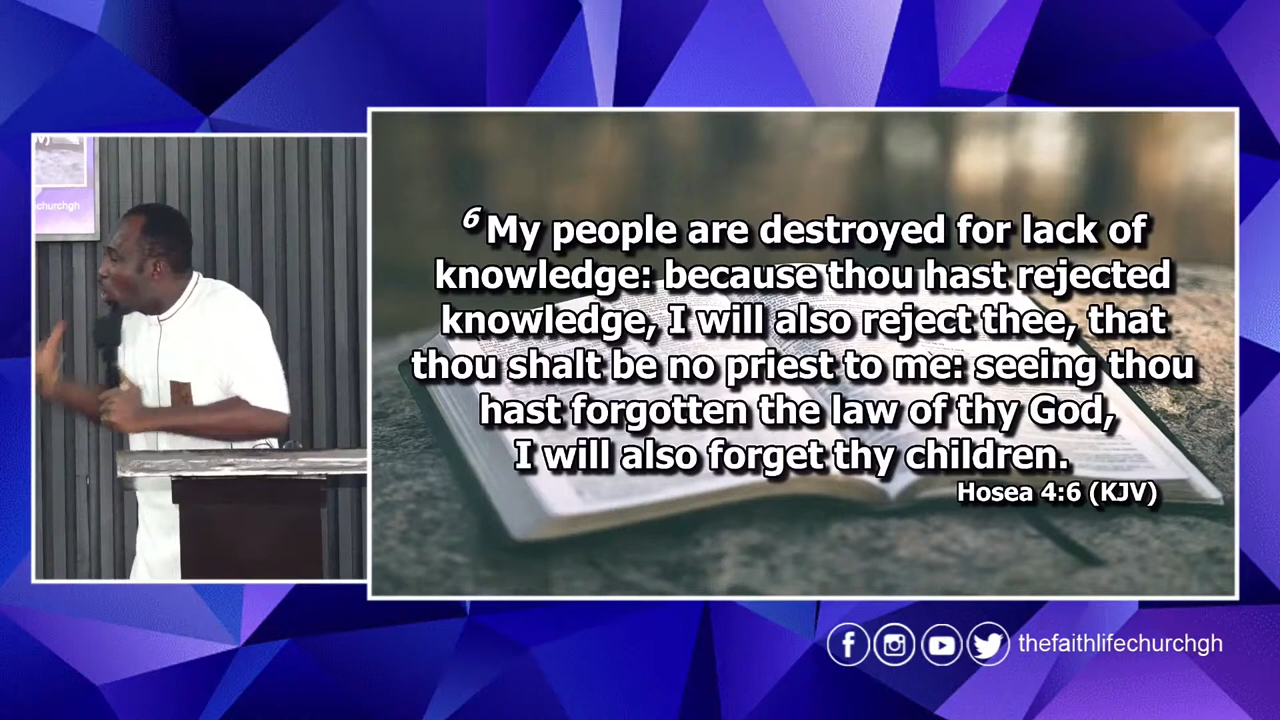 churchgh
6 My people are destroyed for lack of
knowledge: because thou hast rejected
knowledge, I will also reject thee, that
thou shalt be no priest to me: seeing thou
hast forgotten the law of thy God,
I will also forget thy children.
Hosea 4:6 (KJV)
thefaithlifechurchgh